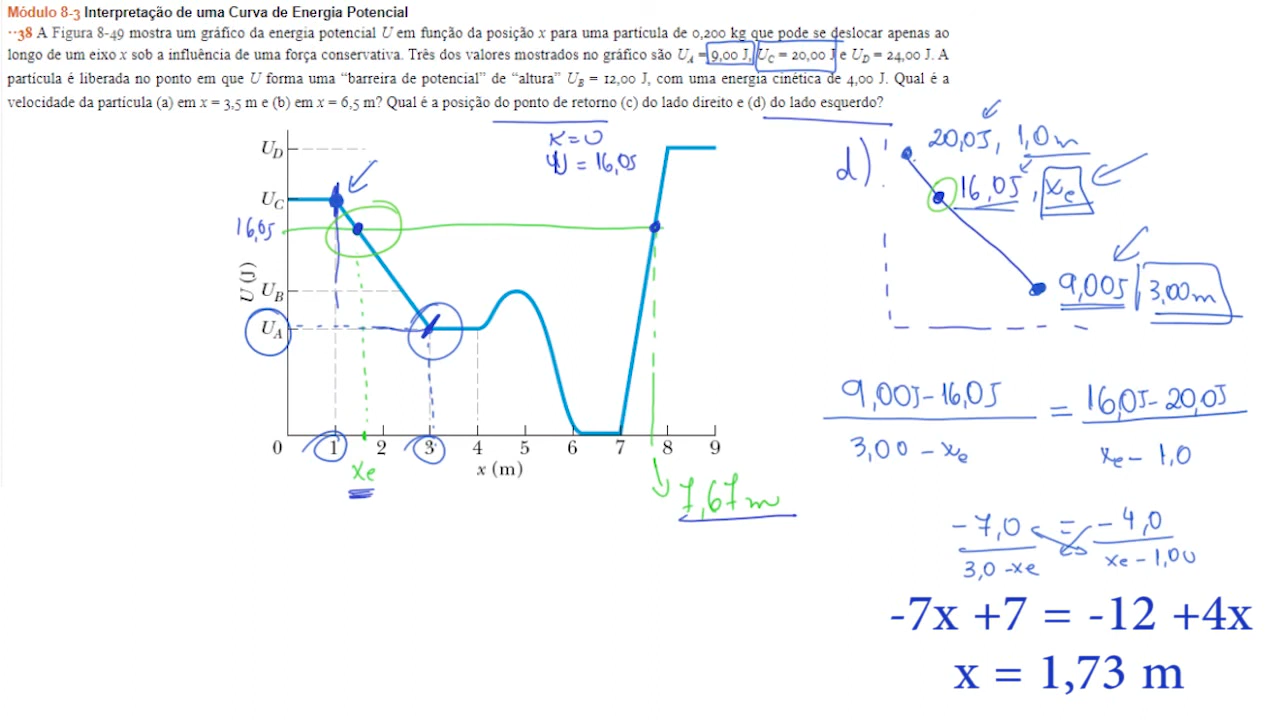 Módulo 8-3 Interpretação de uma Curva de Energia Potencial
··38 A Figura 8-49 mostra um gráfico da energia potencial U em função da posição x para uma partícula de 0,200 kg que pode se deslocar apenas ao
longo de um eixo x sob a influência de uma força conservativa. Três dos valores mostrados no gráfico são U_A = 9,00 J, U_C = 20,00 J e U_D = 24,00 J. A
partícula é liberada no ponto em que U forma uma “barreira de potencial” de “altura” U_B = 12,00 J, com uma energia cinética de 4,00 J. Qual é a
velocidade da partícula (a) em x = 3,5 m e (b) em x = 6,5 m? Qual é a posição do ponto de retorno (c) do lado direito e (d) do lado esquerdo?
K = 0
U = 16,0J
U_D
U_C
16,0J
U (J)
U_B
U_A
0 1 2 3 4 5 6 7 8 9
x (m)
xe
7,67 m
d)
20,0J, 1,0m
16,0J, xe
9,00J 3,00m
9,00J - 16,0J = 16,0J - 20,0J
3,00 - xe xe - 1,0
-7,0 = -4,0
3,0 - xe xe - 1,00
-7x +7 = -12 +4x
x = 1,73 m